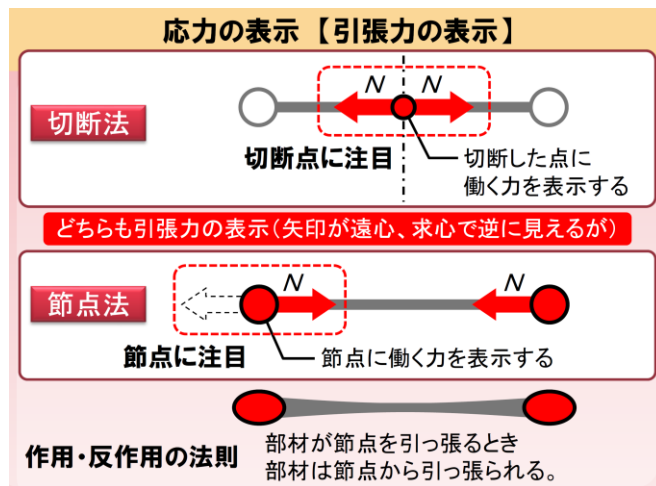 応力の表示【引張力の表示】
切断法
N N
切断点に注目
切断した点に
働く力を表示する
どちらも引張力の表示(矢印が遠心、求心で逆に見えるが)
節点法
N N
節点に注目
節点に働く力を表示する
作用・反作用の法則
部材が節点を引っ張るとき
部材は節点から引っ張られる。